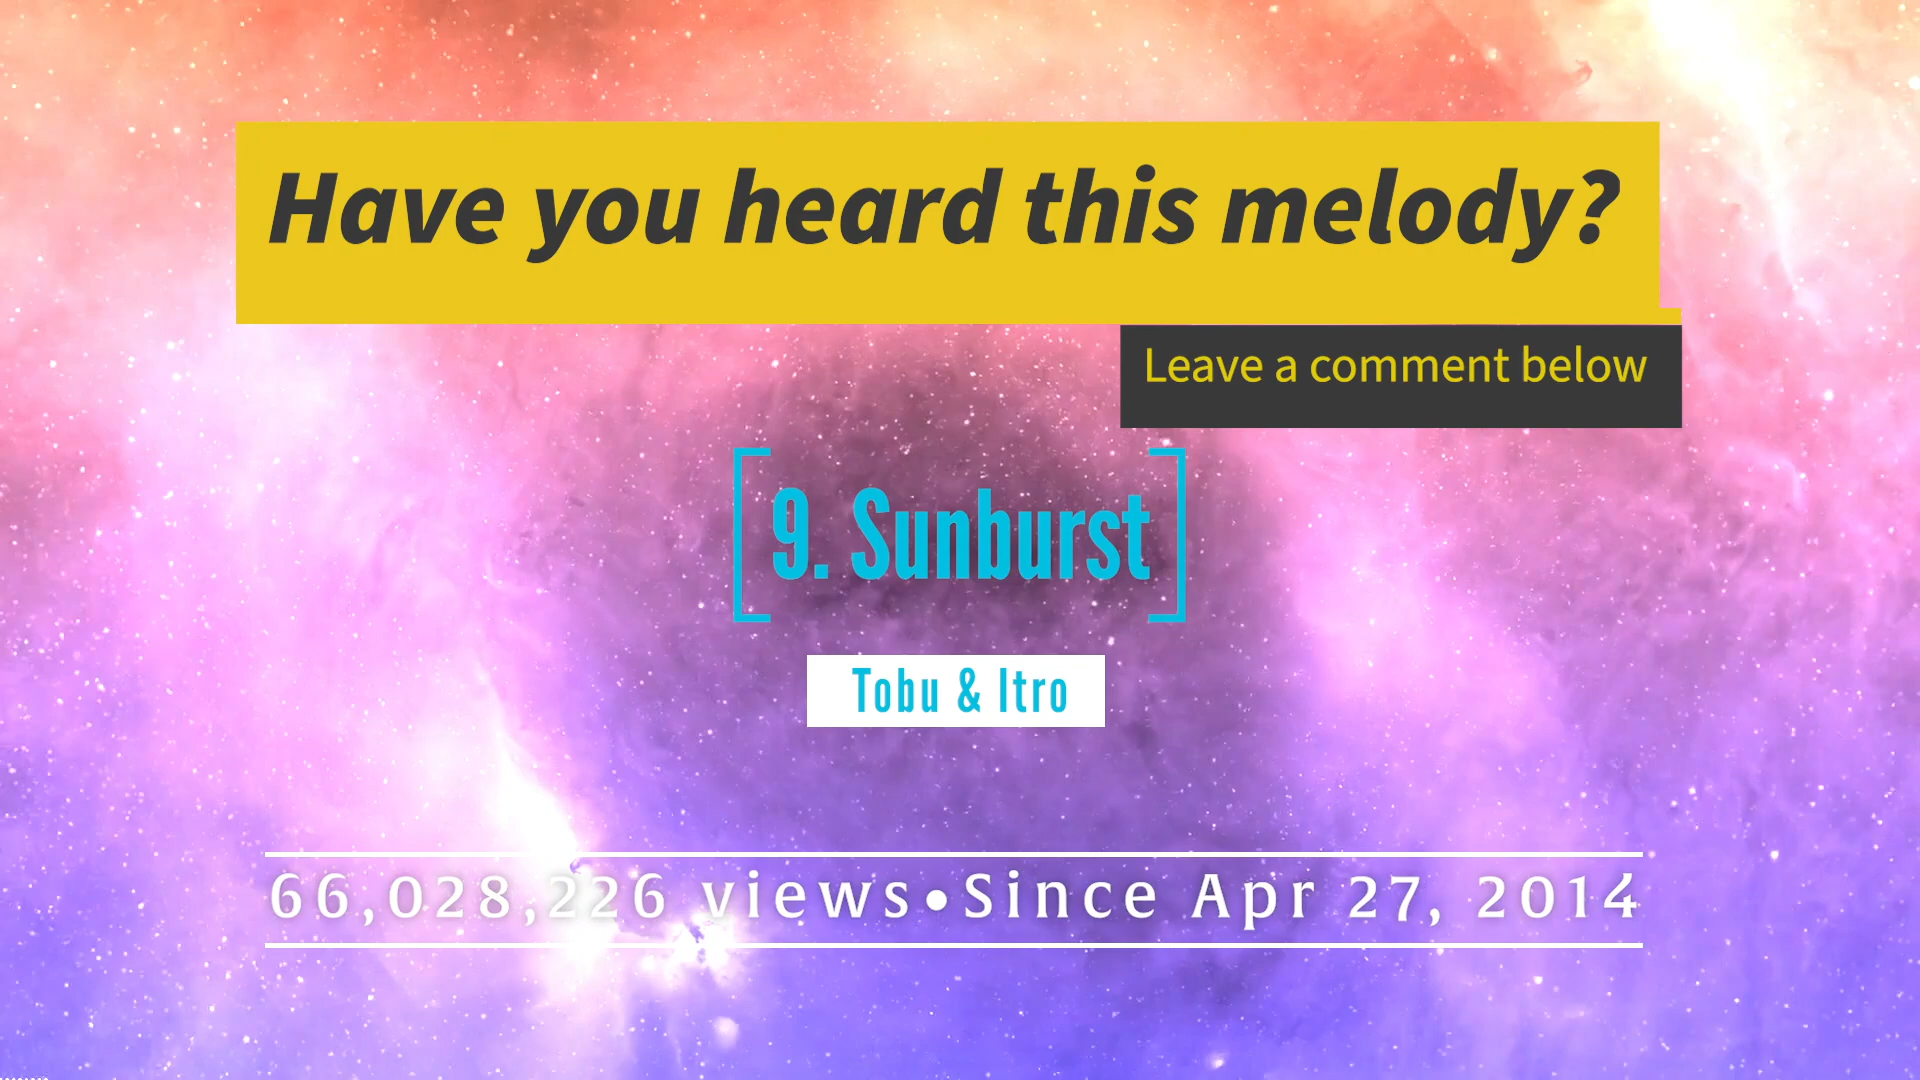 Have you heard this melody?
Leave a comment below
9. Sunburst
Tobu & Itro
66,028,226 views•Since Apr 27, 2014